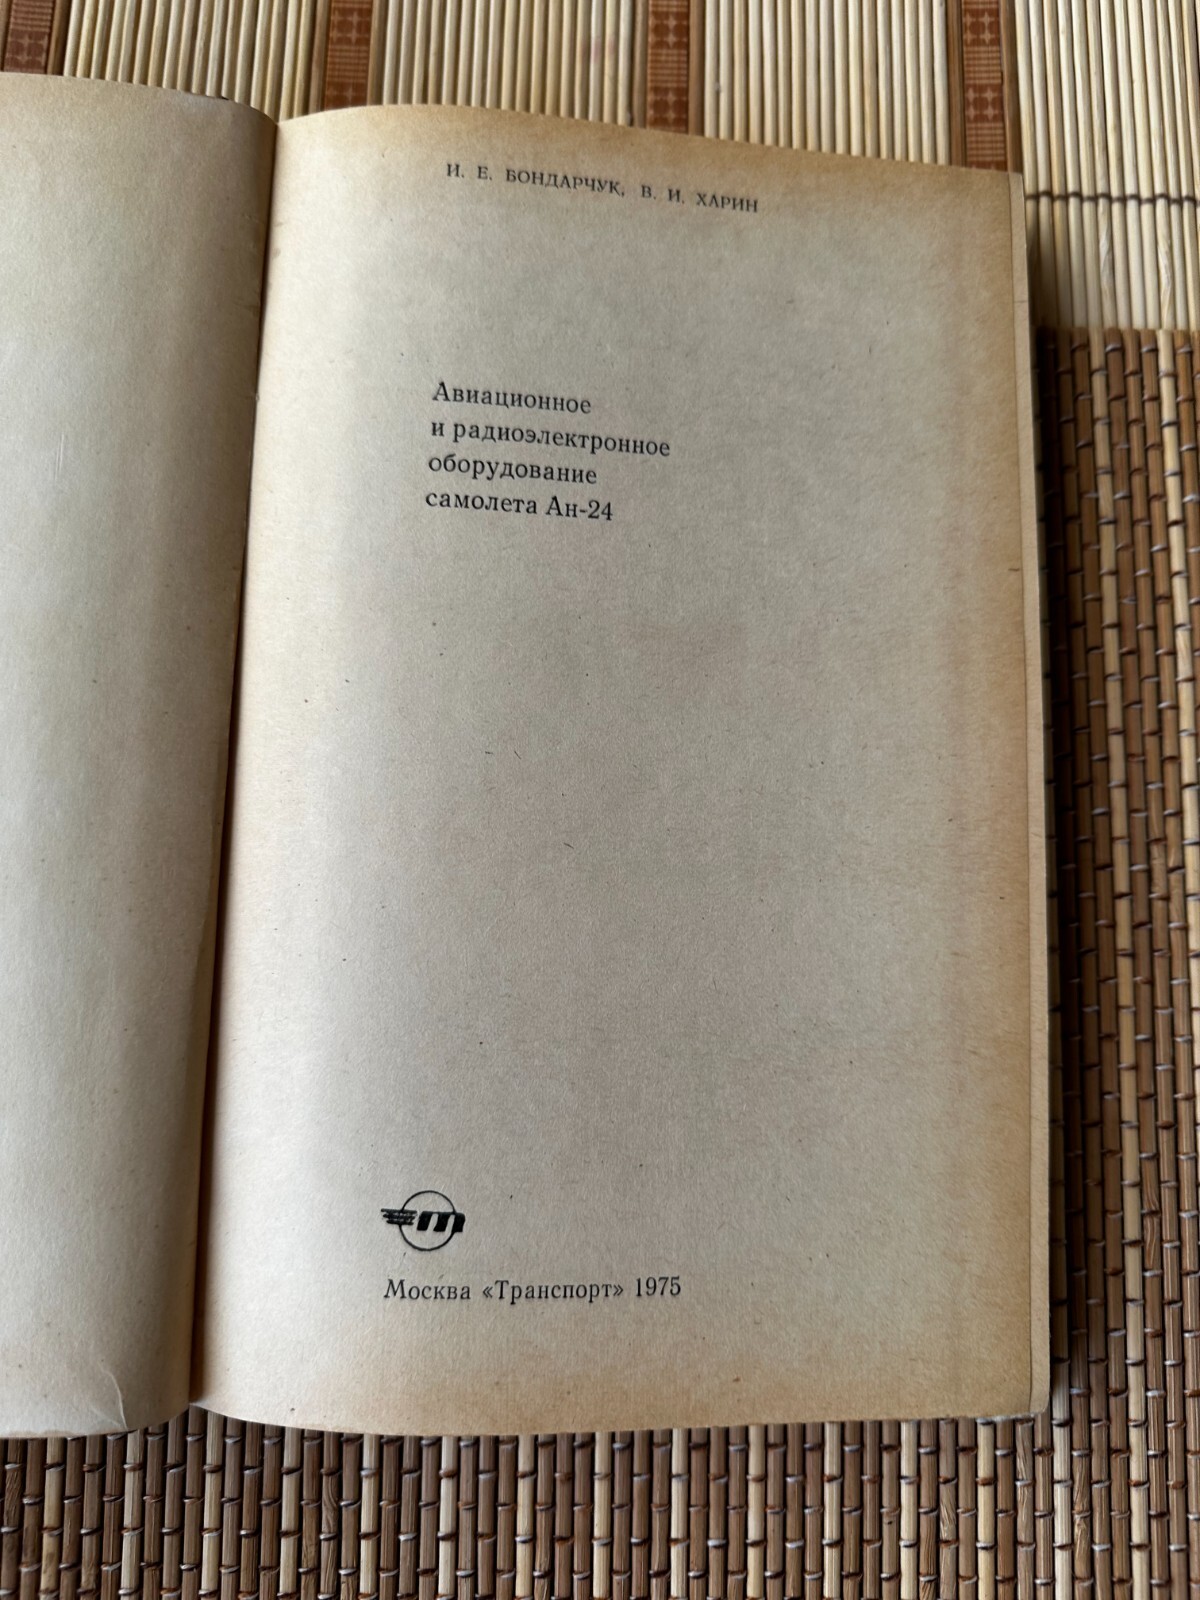 И. Е. БОНДАРЧУК, В. И. ХАРИН
Авиационное
и радиоэлектронное
оборудование
самолета Ан-24
т
Москва «Транспорт» 1975